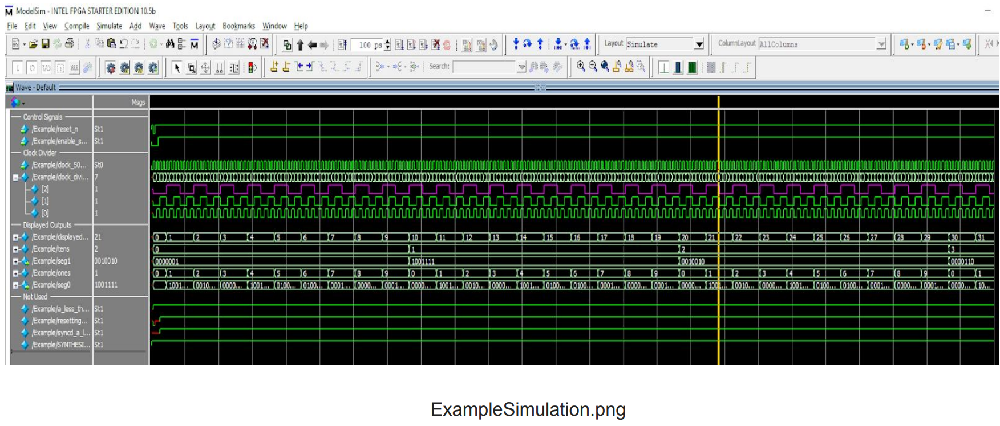 ModelSim - INTEL FPGA STARTER EDITION 10.5b
File Edit View Compile Simulate Add Wave Tools Layout Bookmarks Window Help
100 ps Layout Simulate ColumnLayout AllColumns
Search:
Wave - Default
Msgs
Control Signals
/Example/reset_n St1
/Example/enable_s... St1
Clock Divider
/Example/clock_50... St0
/Example/clock_divi... 7
[2] 1
[1] 1
[0] 1
Displayed Outputs
/Example/displayed... 21 0 1 2 3 4 5 6 7 8 9 10 11 12 13 14 15 16 17 18 19 20 21 22 23 24 25 26 27 28 29 30 31
/Example/tens 2 0 1 2 3
/Example/seg1 0010010 0000001 1001111 0010010 0000110
/Example/ones 1 0 1 2 3 4 5 6 7 8 9 0 1 2 3 4 5 6 7 8 9 0 1 2 3 4 5 6 7 8 9 0 1
/Example/seg0 1001111 1001... 0010... 0000... 1001... 0100... 0100... 0001... 0000... 0001... 0000... 1001... 0010... 0000... 1001... 0100... 0100... 0001... 0000... 0001... 0000... 1001... 0010... 0000... 1001... 0100... 0100... 0001... 0000... 0001... 0000... 10...
Not Used
/Example/a_less_th... St1
/Example/resetting... St1
/Example/syncd_a_l... St1
/Example/SYNTHESI... St1
ExampleSimulation.png